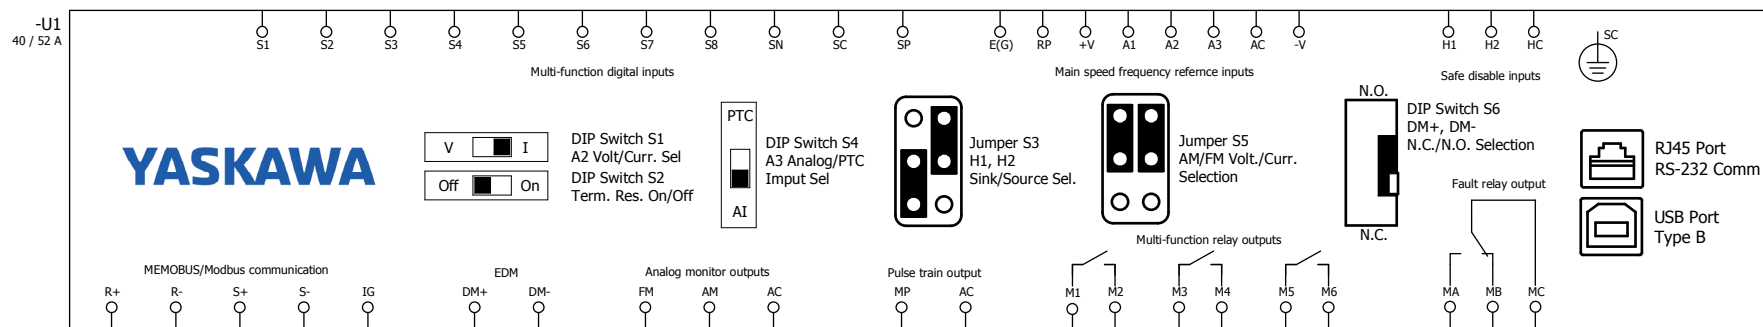 -U1
40 / 52 A
S1 S2 S3 S4 S5 S6 S7 S8 SN SC SP E(G) RP +V A1 A2 A3 AC -V H1 H2 HC SC
Multi-function digital inputs
Main speed frequency refernce inputs
Safe disable inputs
YASKAWA
V I
DIP Switch S1
A2 Volt/Curr. Sel
Off On
DIP Switch S2
Term. Res. On/Off
PTC
AI
DIP Switch S4
A3 Analog/PTC
Imput Sel
Jumper S3
H1, H2
Sink/Source Sel.
Jumper S5
AM/FM Volt./Curr.
Selection
N.O.
N.C.
DIP Switch S6
DM+, DM-
N.C./N.O. Selection
RJ45 Port
RS-232 Comm
USB Port
Type B
Fault relay output
Multi-function relay outputs
MEMOBUS/Modbus communication
EDM
Analog monitor outputs
Pulse train output
R+ R- S+ S- IG DM+ DM- FM AM AC MP AC M1 M2 M3 M4 M5 M6 MA MB MC